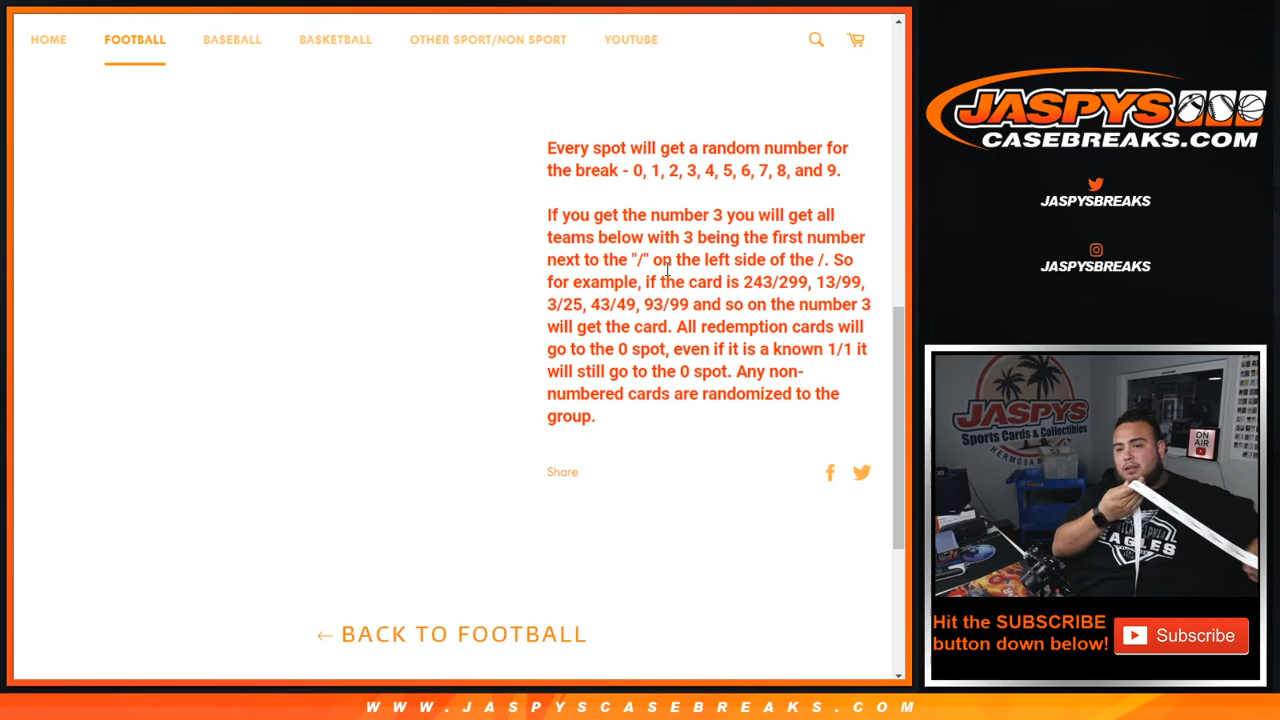 HOME FOOTBALL BASEBALL BASKETBALL OTHER SPORT/NON SPORT YOUTUBE
Every spot will get a random number for
the break - 0, 1, 2, 3, 4, 5, 6, 7, 8, and 9.
If you get the number 3 you will get all
teams below with 3 being the first number
next to the "/" on the left side of the /. So
for example, if the card is 243/299, 13/99,
3/25, 43/49, 93/99 and so on the number 3
will get the card. All redemption cards will
go to the 0 spot, even if it is a known 1/1 it
will still go to the 0 spot. Any non-
numbered cards are randomized to the
group.
Share
← BACK TO FOOTBALL
JASPYS
CASEBREAKS.COM
JASPYSBREAKS
JASPYSBREAKS
JASPYS
Sports Cards & Collectibles
HERMOSA
ON
AIR
EAGLES
Hit the SUBSCRIBE
button down below!
Subscribe
WWW.JASPYSCASEBREAKS.COM